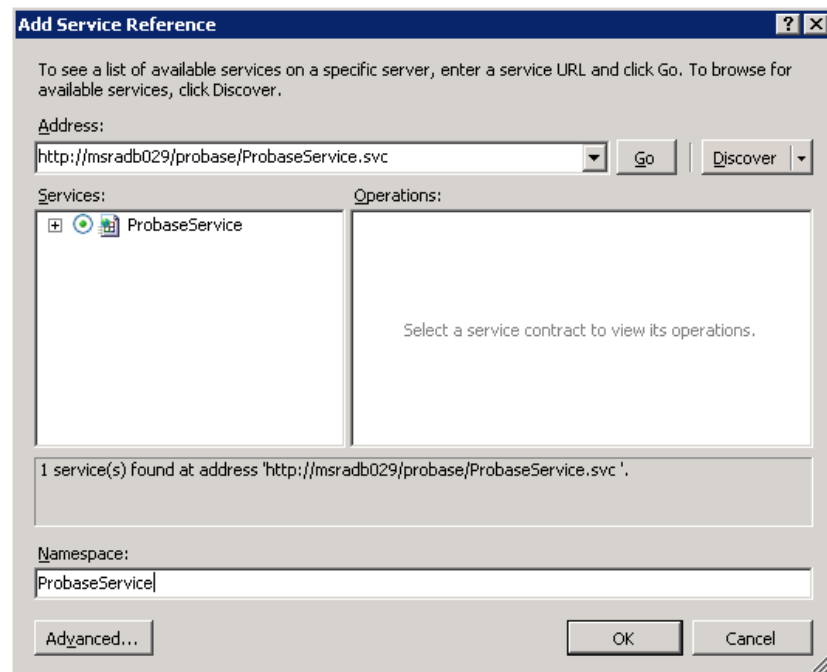 Add Service Reference
To see a list of available services on a specific server, enter a service URL and click Go. To browse for
available services, click Discover.
Address:
http://msradb029/probase/ProbaseService.svc
Go
Discover
Services:
Operations:
ProbaseService
Select a service contract to view its operations.
1 service(s) found at address 'http://msradb029/probase/ProbaseService.svc '.
Namespace:
ProbaseService
Advanced...
OK
Cancel